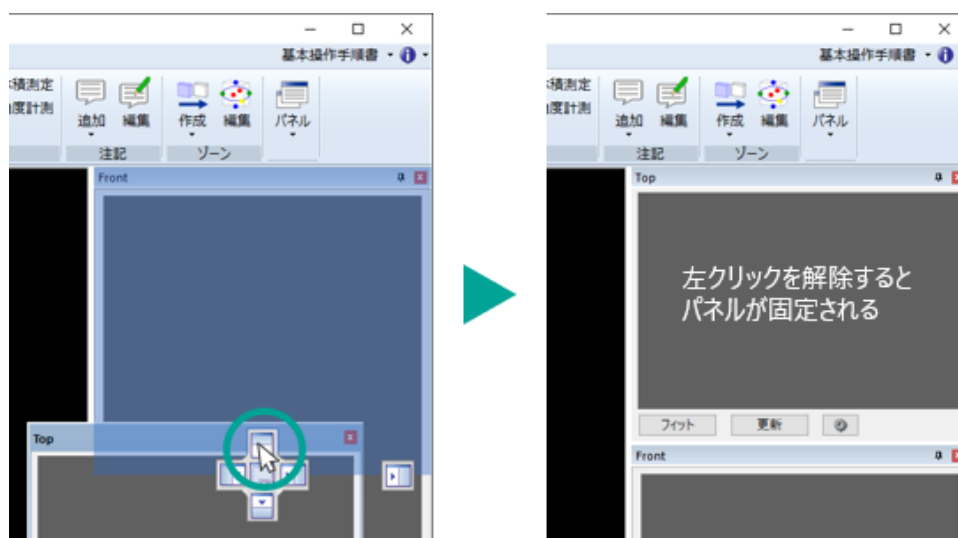 基本操作手順書
積測定
度計測
追加
編集
作成
編集
パネル
注記
ゾーン
Front
Top
基本操作手順書
積測定
度計測
追加
編集
作成
編集
パネル
注記
ゾーン
Top
左クリックを解除すると
パネルが固定される
フィット
更新
Front